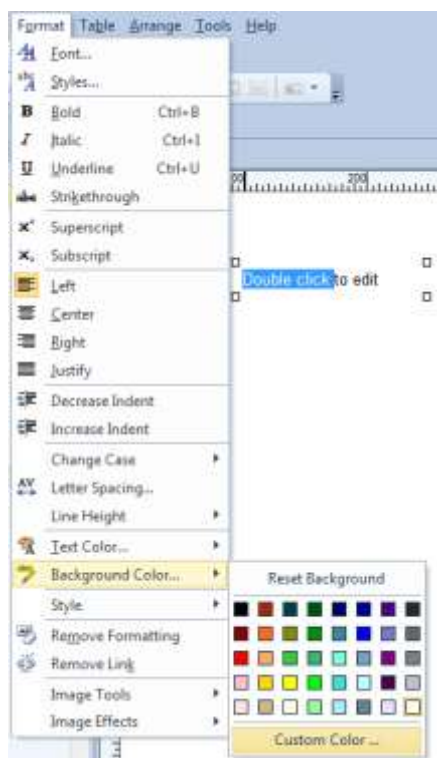 Format Table Arrange Tools Help
Font...
Styles...
Bold Ctrl+B
Italic Ctrl+I
Underline Ctrl+U
Strikethrough
Superscript
Subscript
Left
Center
Right
Justify
Decrease Indent
Increase Indent
Change Case
Letter Spacing...
Line Height
Text Color...
Background Color...
Style
Remove Formatting
Remove Link
Image Tools
Image Effects
200
Double click to edit
Reset Background
Custom Color ...